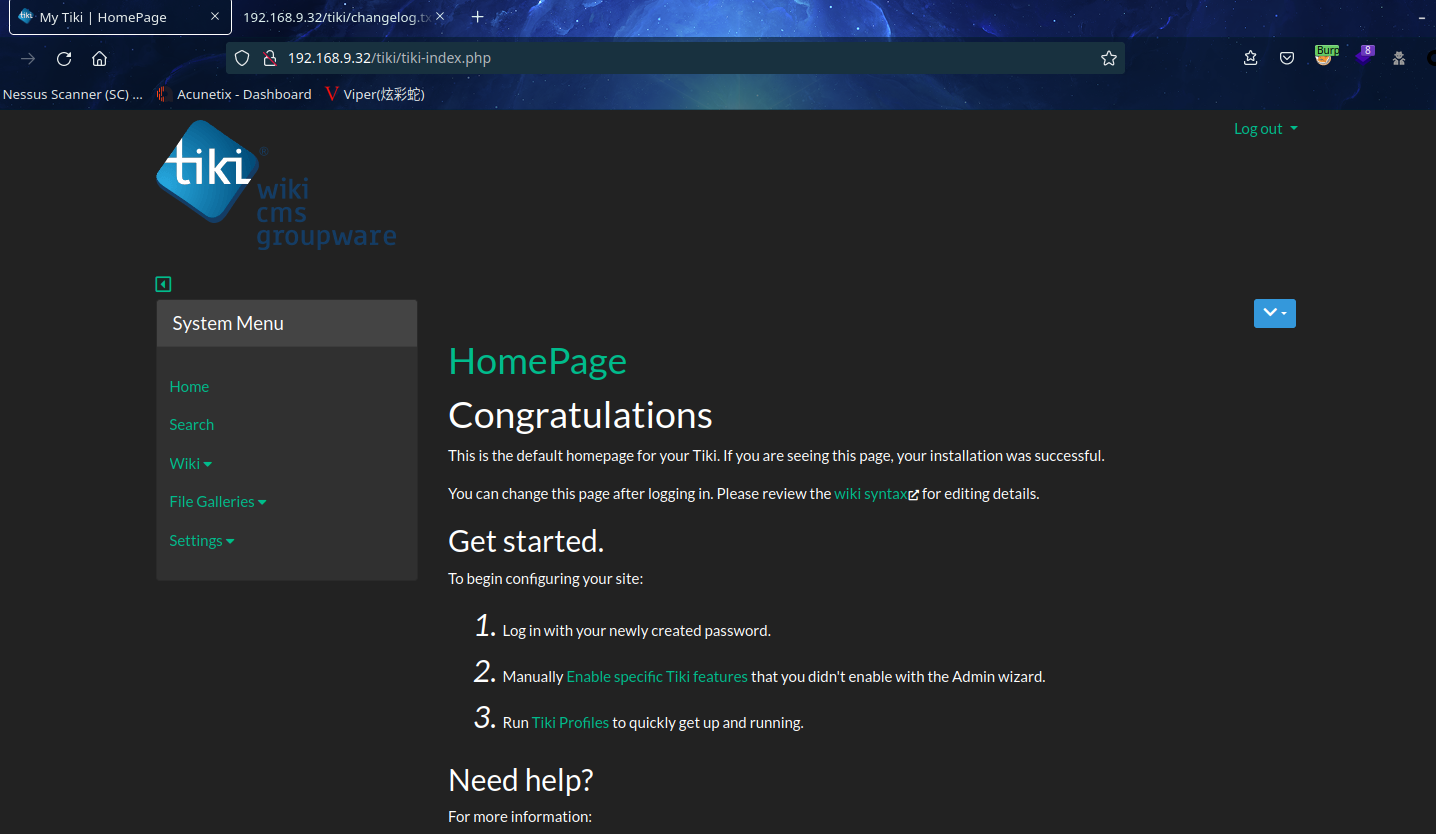 My Tiki | HomePage
192.168.9.32/tiki/changelog.tx
192.168.9.32/tiki/tiki-index.php
Burp
8
Nessus Scanner (SC) ...
Acunetix - Dashboard
Viper(炫彩蛇)
tiki
wiki
cms
groupware
Log out
System Menu
Home
Search
Wiki
File Galleries
Settings
HomePage
Congratulations
This is the default homepage for your Tiki. If you are seeing this page, your installation was successful.
You can change this page after logging in. Please review the wiki syntax for editing details.
Get started.
To begin configuring your site:
1. Log in with your newly created password.
2. Manually Enable specific Tiki features that you didn't enable with the Admin wizard.
3. Run Tiki Profiles to quickly get up and running.
Need help?
For more information: